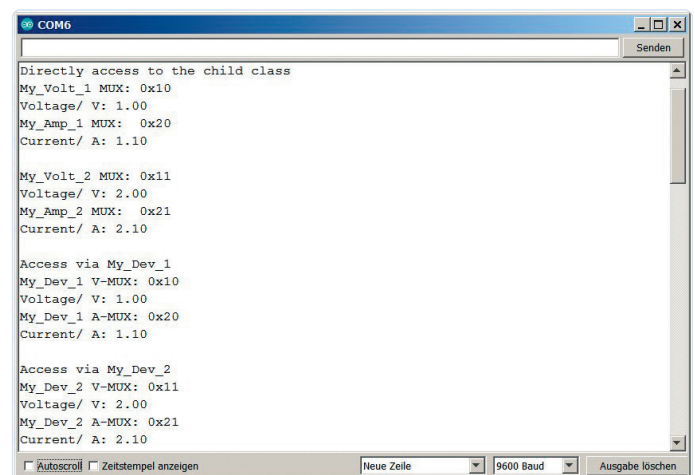 COM6
Senden
Directly access to the child class
My_Volt_1 MUX: 0x10
Voltage/ V: 1.00
My_Amp_1 MUX:  0x20
Current/ A: 1.10
My_Volt_2 MUX: 0x11
Voltage/ V: 2.00
My_Amp_2 MUX:  0x21
Current/ A: 2.10
Access via My_Dev_1
My_Dev_1 V-MUX: 0x10
Voltage/ V: 1.00
My_Dev_1 A-MUX: 0x20
Current/ A: 1.10
Access via My_Dev_2
My_Dev_2 V-MUX: 0x11
Voltage/ V: 2.00
My_Dev_2 A-MUX: 0x21
Current/ A: 2.10
Autoscroll Zeitstempel anzeigen Neue Zeile 9600 Baud Ausgabe löschen